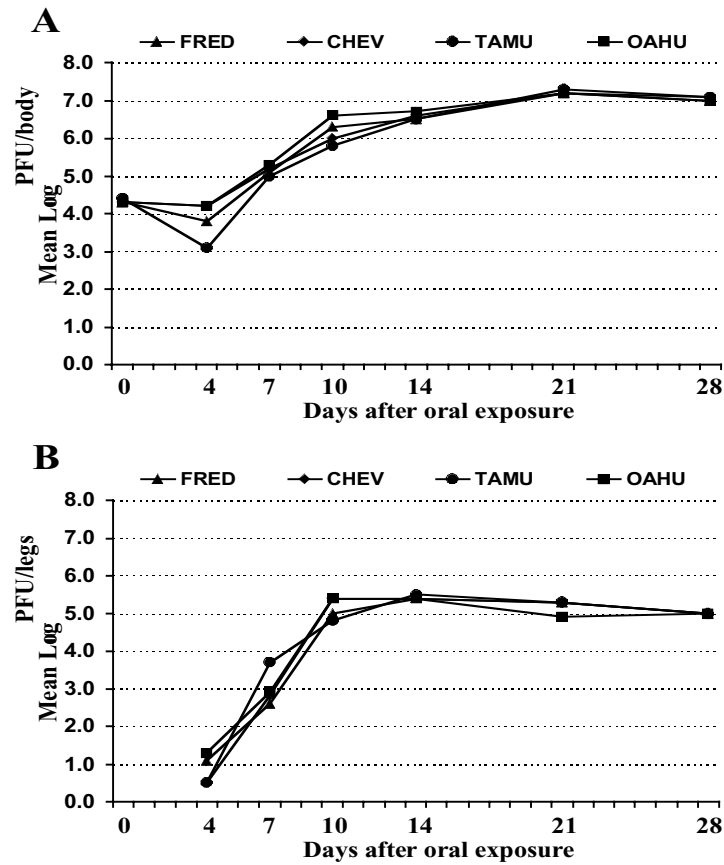 A
FRED CHEV TAMU OAHU
8.0
7.0
6.0
5.0
4.0
3.0
2.0
1.0
0.0
Mean Log PFU/body
0 4 7 10 14 21 28
Days after oral exposure
B
FRED CHEV TAMU OAHU
8.0
7.0
6.0
5.0
4.0
3.0
2.0
1.0
0.0
Mean Log PFU/legs
0 4 7 10 14 21 28
Days after oral exposure